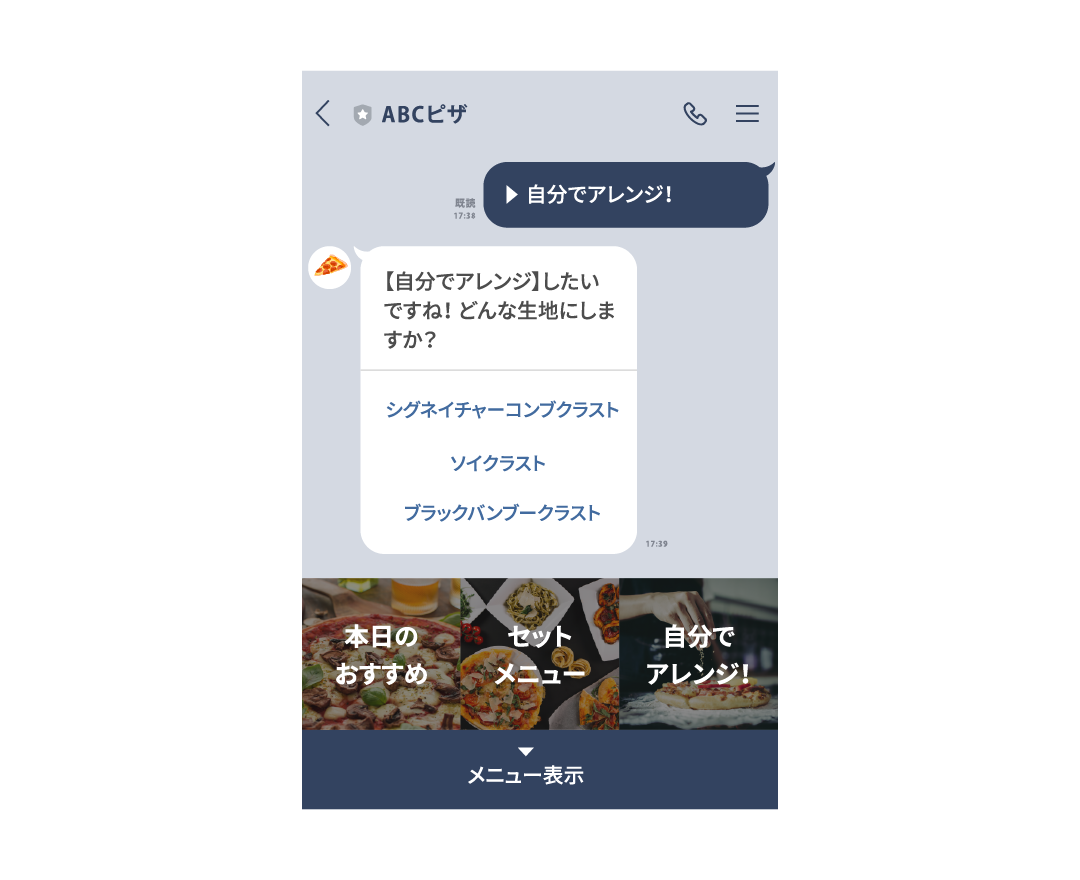 ABCピザ
▶自分でアレンジ!
既読
17:38
【自分でアレンジ】したい
ですね! どんな生地にしま
すか?
シグネイチャーコンブクラスト
ソイクラスト
ブラックバンブークラスト
17:39
本日の
おすすめ
セット
メニュー
自分で
アレンジ!
メニュー表示